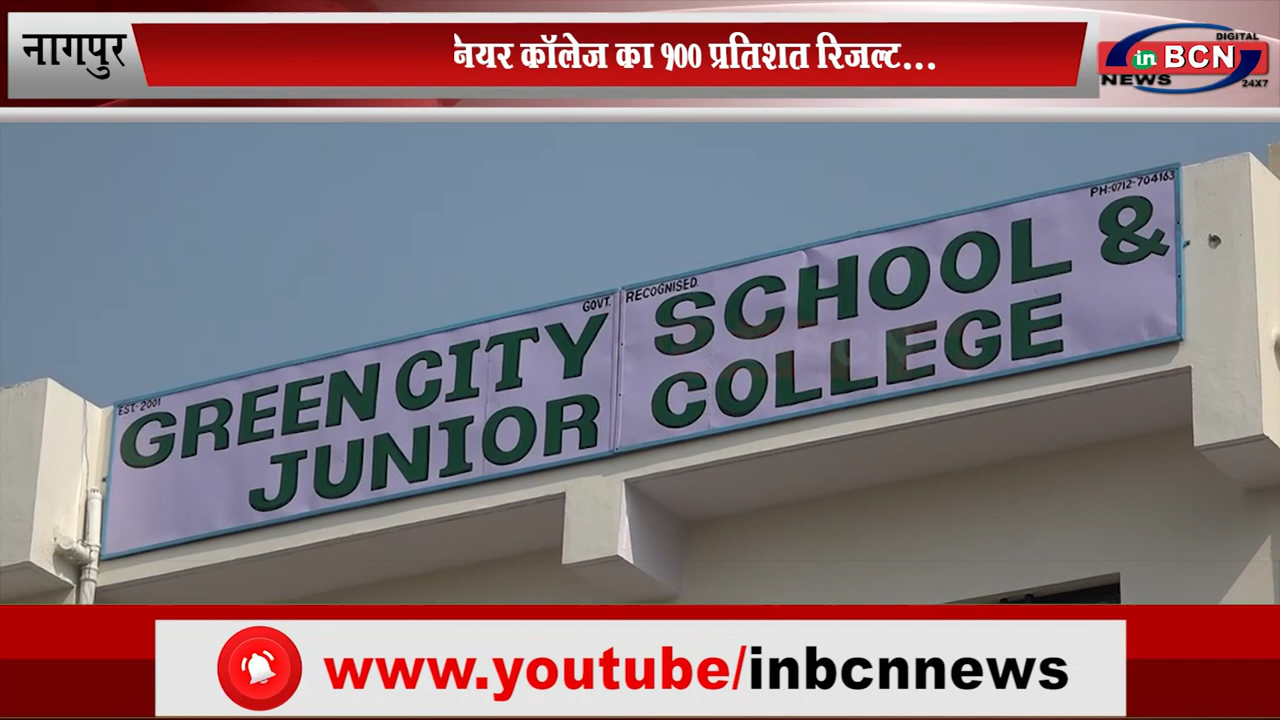 नागपुर
नियर कॉलेज का १०० प्रतिशत रिजल्ट...
DIGITAL
in BCN
NEWS
24X7
PH:0712-704163
EST-2001
GOVT. RECOGNISED.
GREEN CITY SCHOOL &
JUNIOR COLLEGE
www.youtube/inbcnnews